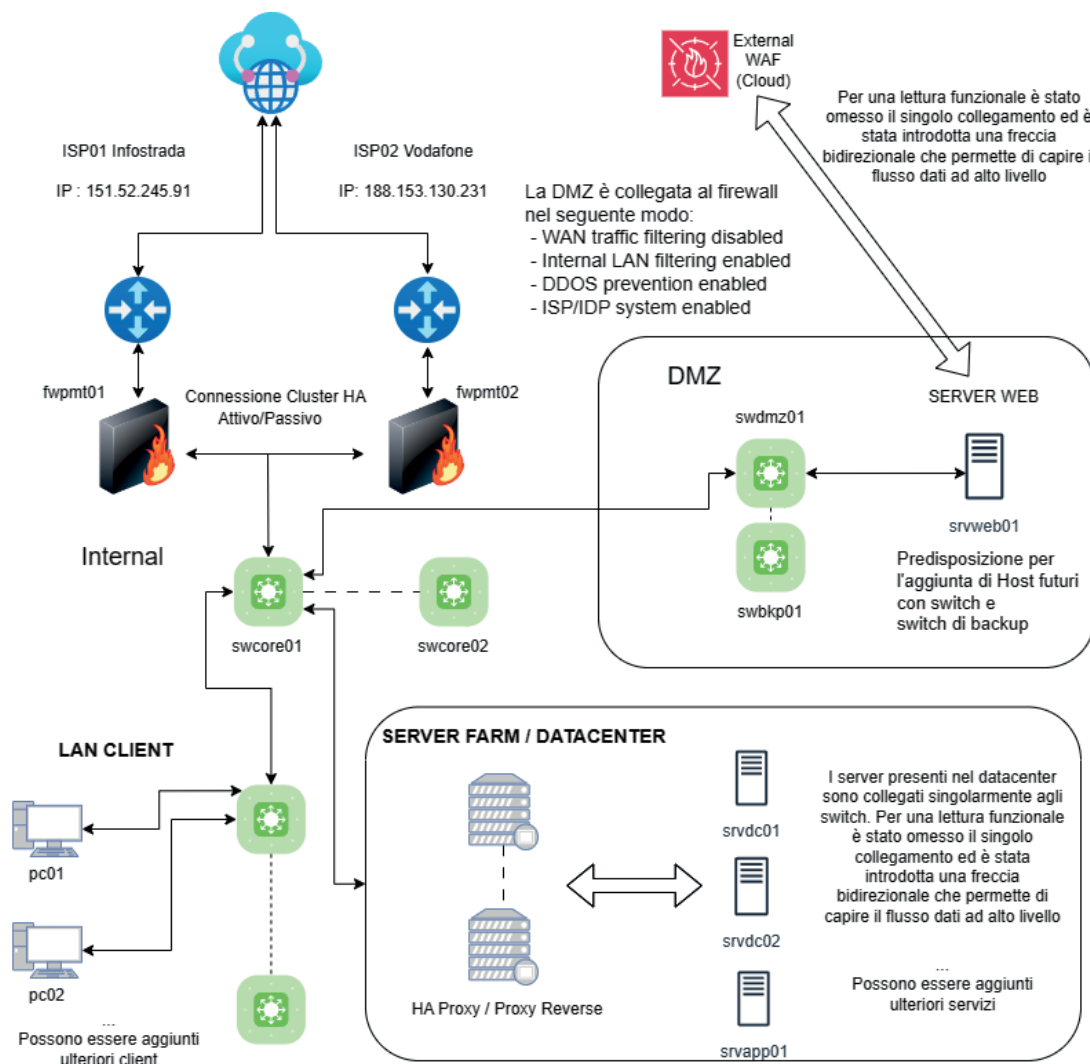 External
WAF
(Cloud)
Per una lettura funzionale è stato
omesso il singolo collegamento ed è
stata introdotta una freccia
bidirezionale che permette di capire i
flusso dati ad alto livello
ISP01 Infostrada
IP : 151.52.245.91
ISP02 Vodafone
IP: 188.153.130.231
La DMZ è collegata al firewall
nel seguente modo:
- WAN traffic filtering disabled
- Internal LAN filtering enabled
- DDOS prevention enabled
- ISP/IDP system enabled
fwpmt01
Connessione Cluster HA
Attivo/Passivo
fwpmt02
DMZ
SERVER WEB
swdmz01
srvweb01
swbkp01
Predisposizione per
l'aggiunta di Host futuri
con switch e
switch di backup
Internal
swcore01
swcore02
LAN CLIENT
pc01
pc02
...
Possono essere aggiunti
ulteriori client
SERVER FARM / DATACENTER
HA Proxy / Proxy Reverse
srvdc01
srvdc02
srvapp01
I server presenti nel datacenter
sono collegati singolarmente agli
switch. Per una lettura funzionale
è stato omesso il singolo
collegamento ed è stata
introdotta una freccia
bidirezionale che permette di
capire il flusso dati ad alto livello
...
Possono essere aggiunti
ulteriori servizi